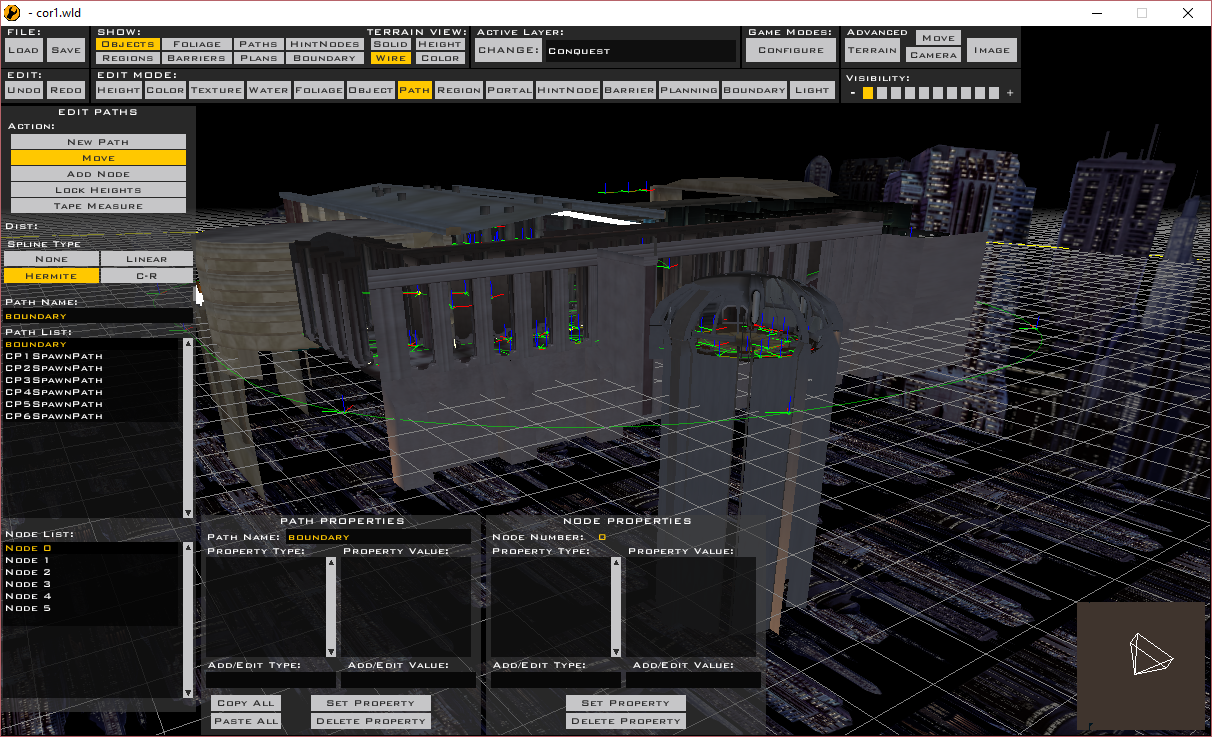 - cor1.wld
FILE: SHOW: TERRAIN VIEW: ACTIVE LAYER: GAME MODES: ADVANCED
LOAD SAVE OBJECTS FOLIAGE PATHS HINTNODES SOLID HEIGHT CHANGE: CONQUEST CONFIGURE TERRAIN MOVE IMAGE
REGIONS BARRIERS PLANS BOUNDARY WIRE COLOR CAMERA
EDIT: EDIT MODE: VISIBILITY:
UNDO REDO HEIGHT COLOR TEXTURE WATER FOLIAGE OBJECT PATH REGION PORTAL HINTNODE BARRIER PLANNING BOUNDARY LIGHT - +
EDIT PATHS
ACTION:
NEW PATH
MOVE
ADD NODE
LOCK HEIGHTS
TAPE MEASURE
DIST:
SPLINE TYPE
NONE LINEAR
HERMITE C-R
PATH NAME:
BOUNDARY
PATH LIST:
BOUNDARY
CP1SPAWNPATH
CP2SPAWNPATH
CP3SPAWNPATH
CP4SPAWNPATH
CP5SPAWNPATH
CP6SPAWNPATH
NODE LIST:
NODE 0
NODE 1
NODE 2
NODE 3
NODE 4
NODE 5
PATH PROPERTIES
PATH NAME: BOUNDARY
PROPERTY TYPE: PROPERTY VALUE:
ADD/EDIT TYPE: ADD/EDIT VALUE:
COPY ALL SET PROPERTY
PASTE ALL DELETE PROPERTY
NODE PROPERTIES
NODE NUMBER: 0
PROPERTY TYPE: PROPERTY VALUE:
ADD/EDIT TYPE: ADD/EDIT VALUE:
SET PROPERTY
DELETE PROPERTY